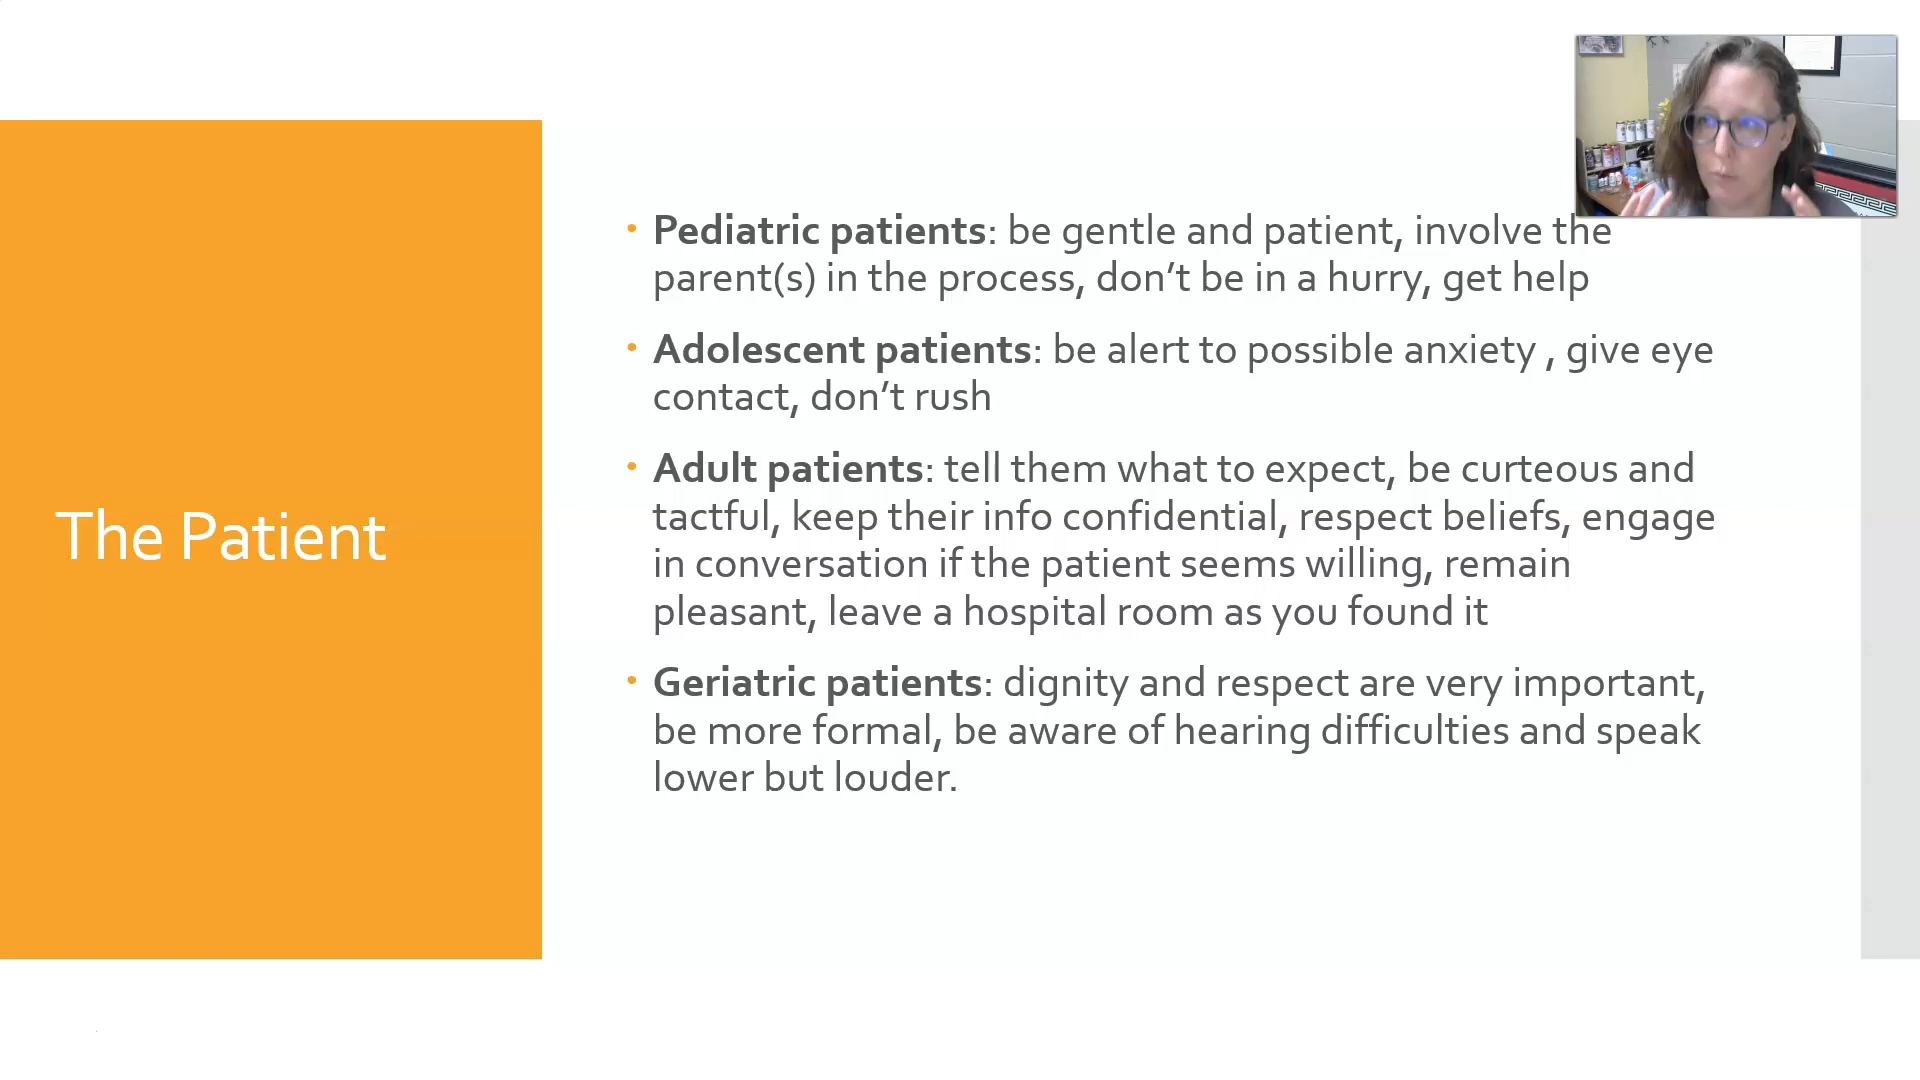 The Patient
• Pediatric patients: be gentle and patient, involve the
parent(s) in the process, don’t be in a hurry, get help
• Adolescent patients: be alert to possible anxiety , give eye
contact, don’t rush
• Adult patients: tell them what to expect, be curteous and
tactful, keep their info confidential, respect beliefs, engage
in conversation if the patient seems willing, remain
pleasant, leave a hospital room as you found it
• Geriatric patients: dignity and respect are very important,
be more formal, be aware of hearing difficulties and speak
lower but louder.